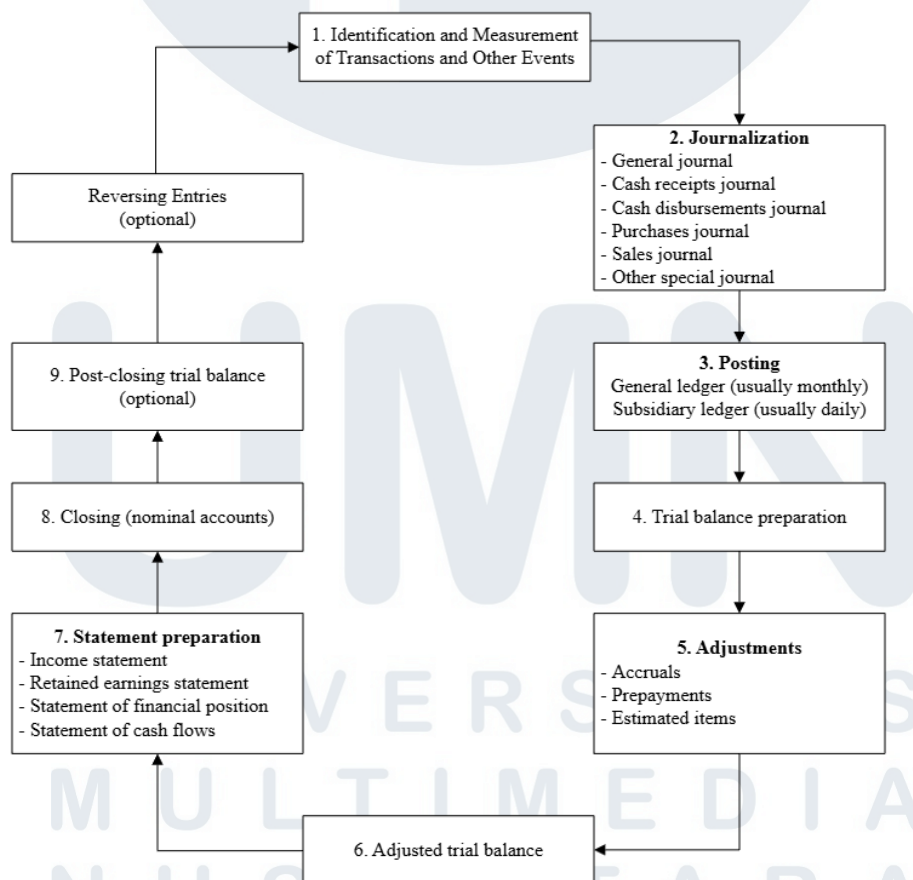 1. Identification and Measurement
of Transactions and Other Events
2. Journalization
- General journal
- Cash receipts journal
- Cash disbursements journal
- Purchases journal
- Sales journal
- Other special journal
3. Posting
General ledger (usually monthly)
Subsidiary ledger (usually daily)
4. Trial balance preparation
5. Adjustments
- Accruals
- Prepayments
- Estimated items
6. Adjusted trial balance
7. Statement preparation
- Income statement
- Retained earnings statement
- Statement of financial position
- Statement of cash flows
8. Closing (nominal accounts)
9. Post-closing trial balance
(optional)
Reversing Entries
(optional)
UMN
MULTIMEDIA